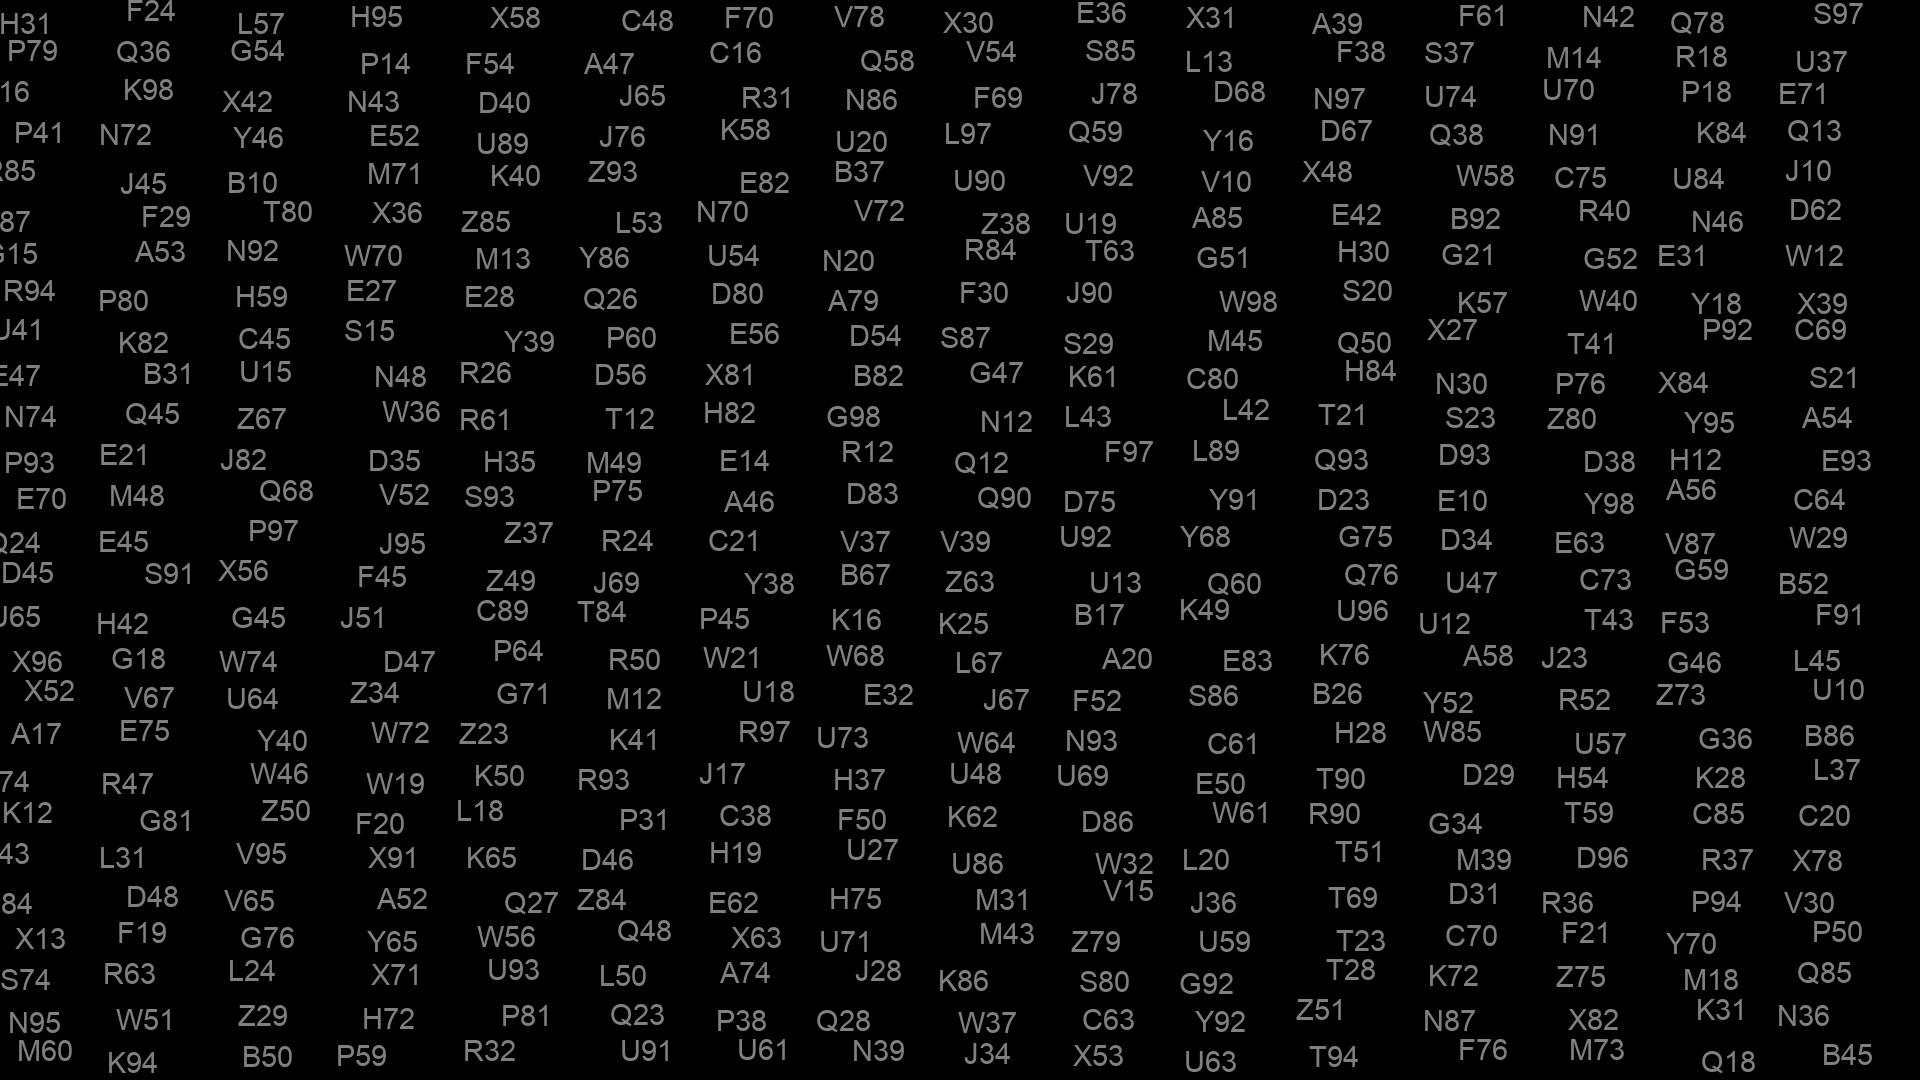 H31 F24 L57 H95 X58 C48 F70 V78 X30 E36 X31 A39 F61 N42 Q78 S97
P79 Q36 G54 P14 F54 A47 C16 Q58 V54 S85 L13 F38 S37 M14 R18 U37
16 K98 X42 N43 D40 J65 R31 N86 F69 J78 D68 N97 U74 U70 P18 E71
P41 N72 Y46 E52 U89 J76 K58 U20 L97 Q59 Y16 D67 Q38 N91 K84 Q13
85 J45 B10 M71 K40 Z93 E82 B37 U90 V92 V10 X48 W58 C75 U84 J10
87 F29 T80 X36 Z85 L53 N70 V72 Z38 U19 A85 E42 B92 R40 N46 D62
G15 A53 N92 W70 M13 Y86 U54 N20 R84 T63 G51 H30 G21 G52 E31 W12
R94 P80 H59 E27 E28 Q26 D80 A79 F30 J90 W98 S20 K57 W40 Y18 X39
U41 K82 C45 S15 Y39 P60 E56 D54 S87 S29 M45 Q50 X27 T41 P92 C69
E47 B31 U15 N48 R26 D56 X81 B82 G47 K61 C80 H84 N30 P76 X84 S21
N74 Q45 Z67 W36 R61 T12 H82 G98 N12 L43 L42 T21 S23 Z80 Y95 A54
P93 E21 J82 D35 H35 M49 E14 R12 Q12 F97 L89 Q93 D93 D38 H12 E93
E70 M48 Q68 V52 S93 P75 A46 D83 Q90 D75 Y91 D23 E10 Y98 A56 C64
Q24 E45 P97 J95 Z37 R24 C21 V37 V39 U92 Y68 G75 D34 E63 V87 W29
D45 S91 X56 F45 Z49 J69 Y38 B67 Z63 U13 Q60 Q76 U47 C73 G59 B52
U65 H42 G45 J51 C89 T84 P45 K16 K25 B17 K49 U96 U12 T43 F53 F91
X96 G18 W74 D47 P64 R50 W21 W68 L67 A20 E83 K76 A58 J23 G46 L45
X52 V67 U64 Z34 G71 M12 U18 E32 J67 F52 S86 B26 Y52 R52 Z73 U10
A17 E75 Y40 W72 Z23 K41 R97 U73 W64 N93 C61 H28 W85 U57 G36 B86
74 R47 W46 W19 K50 R93 J17 H37 U48 U69 E50 T90 D29 H54 K28 L37
K12 G81 Z50 F20 L18 P31 C38 F50 K62 D86 W61 R90 G34 T59 C85 C20
43 L31 V95 X91 K65 D46 H19 U27 U86 W32 L20 T51 M39 D96 R37 X78
84 D48 V65 A52 Q27 Z84 E62 H75 M31 V15 J36 T69 D31 R36 P94 V30
X13 F19 G76 Y65 W56 Q48 X63 U71 M43 Z79 U59 T23 C70 F21 Y70 P50
S74 R63 L24 X71 U93 L50 A74 J28 K86 S80 G92 T28 K72 Z75 M18 Q85
N95 W51 Z29 H72 P81 Q23 P38 Q28 W37 C63 Y92 Z51 N87 X82 K31 N36
M60 K94 B50 P59 R32 U91 U61 N39 J34 X53 U63 T94 F76 M73 Q18 B45